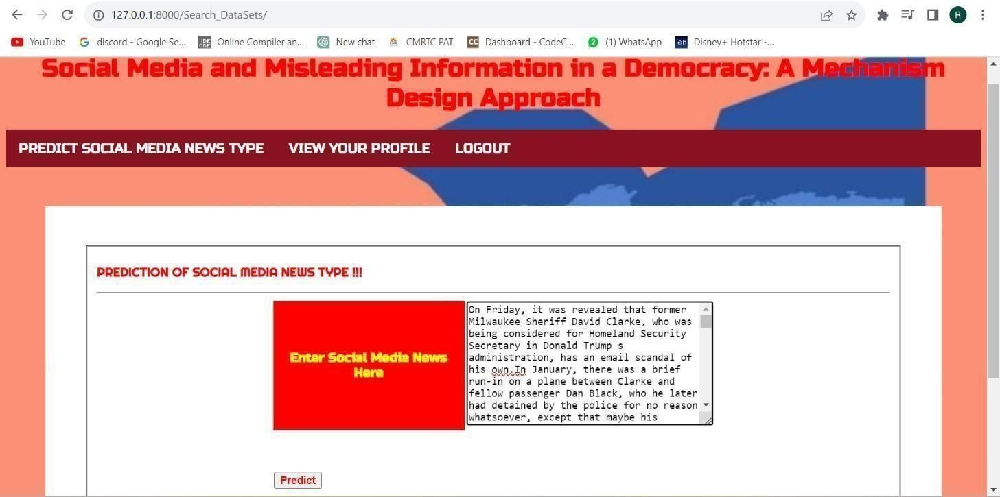 127.0.0.1:8000/Search_DataSets/
R
YouTube
G discord - Google Se...
IDE ONE Online Compiler an...
New chat
CMRTC PAT
CC Dashboard - CodeC...
2 (1) WhatsApp
Disney+ Hotstar -...
Social Media and Misleading Information in a Democracy: A Mechanism
Design Approach
PREDICT SOCIAL MEDIA NEWS TYPE
VIEW YOUR PROFILE
LOGOUT
PREDICTION OF SOCIAL MEDIA NEWS TYPE !!!
Enter Social Media News
Here
On Friday, it was revealed that former
Milwaukee Sheriff David Clarke, who was
being considered for Homeland Security
Secretary in Donald Trump s
administration, has an email scandal of
his own.In January, there was a brief
run-in on a plane between Clarke and
fellow passenger Dan Black, who he later
had detained by the police for no reason
whatsoever, except that maybe his
Predict